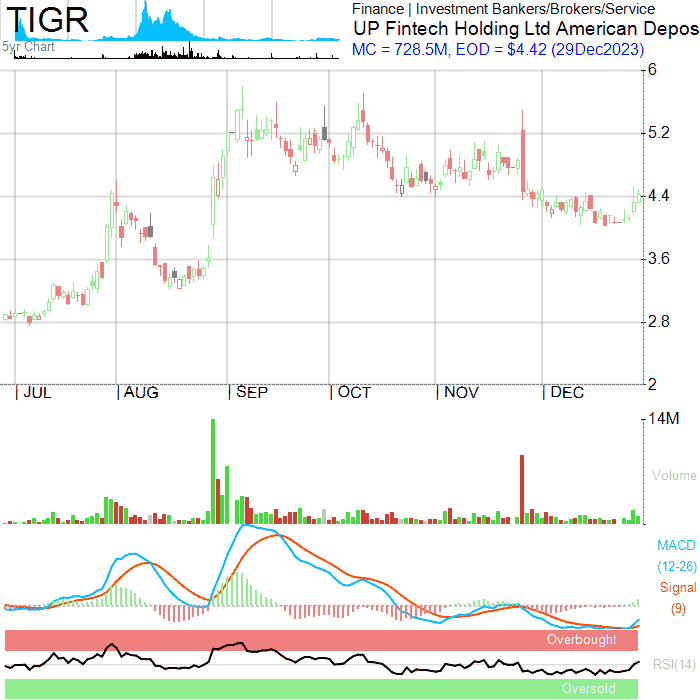 TIGR
5yr Chart
Finance | Investment Bankers/Brokers/Service
UP Fintech Holding Ltd American Depos
MC = 728.5M, EOD = $4.42 (29Dec2023)
6
5.2
4.4
3.6
2.8
2
JUL AUG SEP OCT NOV DEC
14M
Volume
MACD
(12-26)
Signal
(9)
Overbought
RSI(14)
Oversold